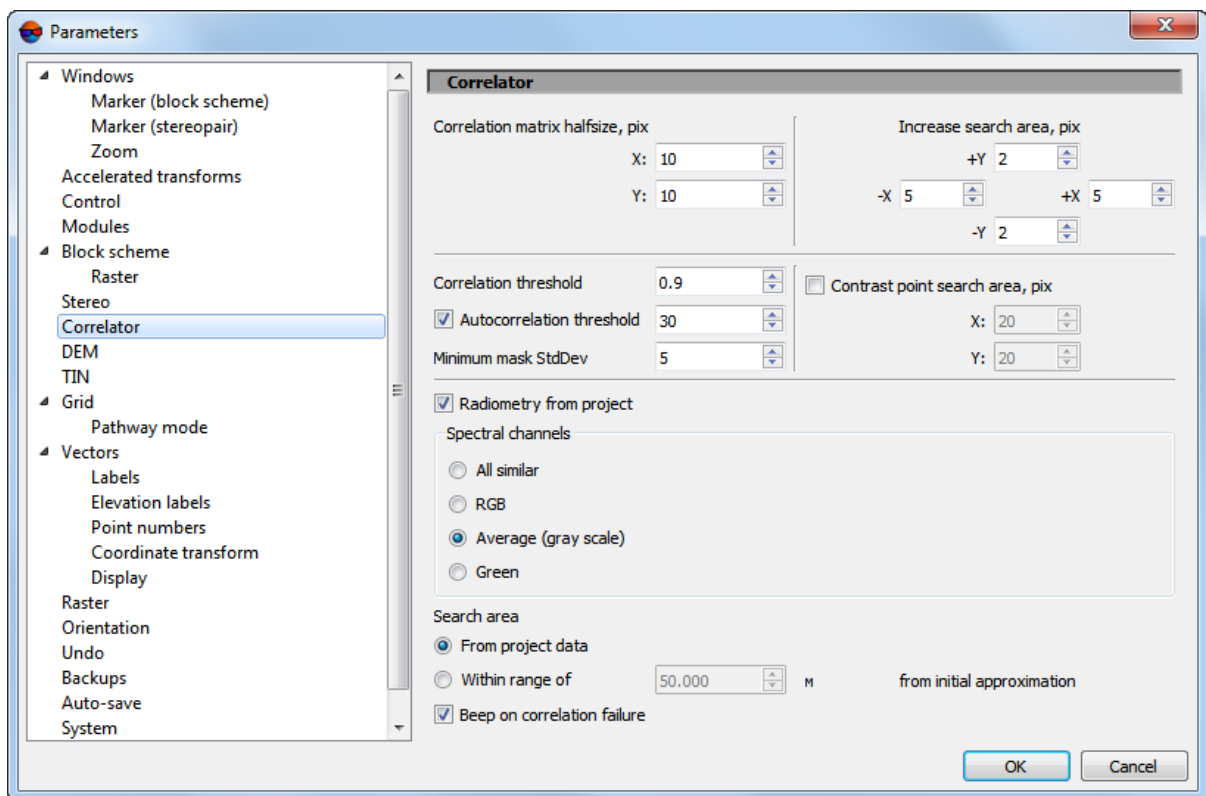 Parameters
Windows
Marker (block scheme)
Marker (stereopair)
Zoom
Accelerated transforms
Control
Modules
Block scheme
Raster
Stereo
Correlator
DEM
TIN
Grid
Pathway mode
Vectors
Labels
Elevation labels
Point numbers
Coordinate transform
Display
Raster
Orientation
Undo
Backups
Auto-save
System
Correlator
Correlation matrix halfsize, pix
X: 10
Y: 10
Increase search area, pix
+Y 2
-X 5 +X 5
-Y 2
Correlation threshold 0.9
Autocorrelation threshold 30
Minimum mask StdDev 5
Contrast point search area, pix
X: 20
Y: 20
Radiometry from project
Spectral channels
All similar
RGB
Average (gray scale)
Green
Search area
From project data
Within range of 50.000 м from initial approximation
Beep on correlation failure
OK Cancel